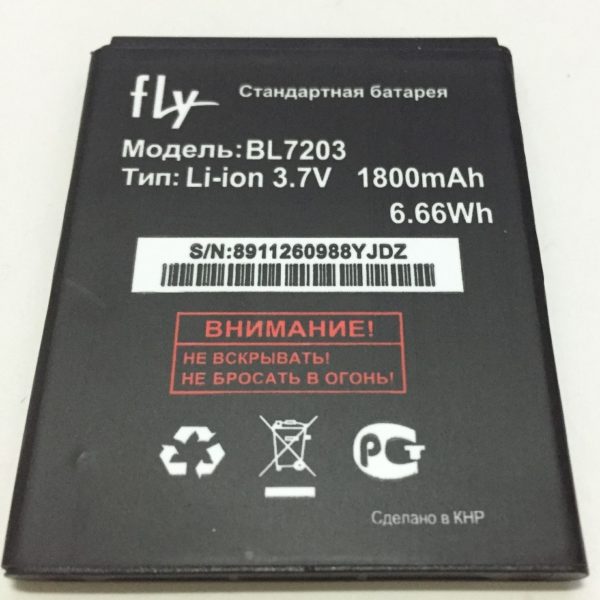 fly Стандартная батарея
Модель: BL7203
Тип: Li-ion 3.7V 1800mAh
6.66Wh
S/N:8911260988YJDZ
ВНИМАНИЕ!
НЕ ВСКРЫВАТЬ!
НЕ БРОСАТЬ В ОГОНЬ!
РСТ
Сделано в КНР